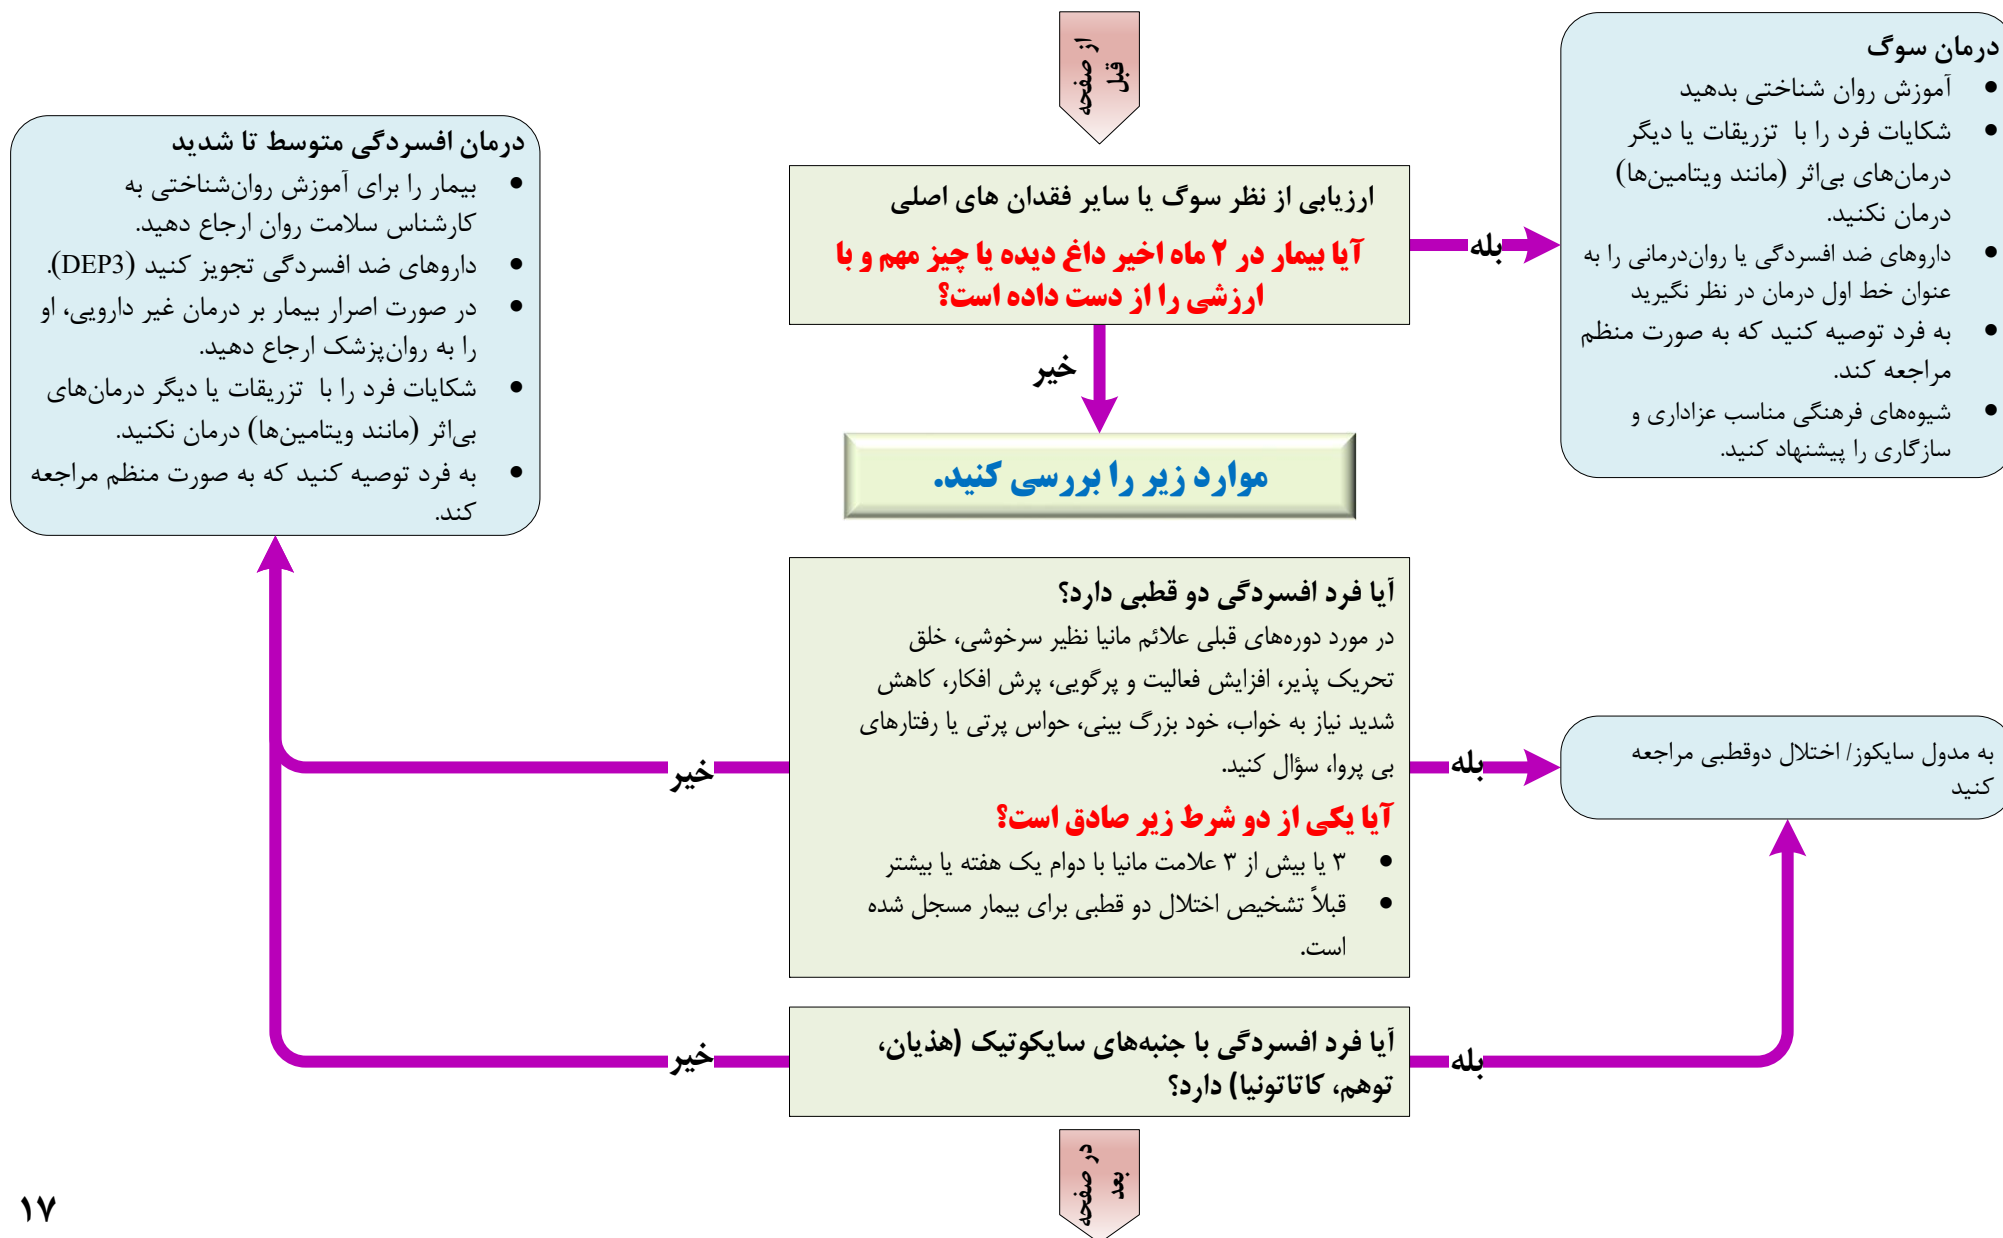 از صفحه
قبل
درمان سوگ
• آموزش روان شناختی بدهید
• شکایات فرد را با تزریقات یا دیگر
درمان‌های بی‌اثر (مانند ویتامین‌ها)
درمان نکنید.
• داروهای ضد افسردگی یا روان‌درمانی را به
عنوان خط اول درمان در نظر نگیرید
• به فرد توصیه کنید که به صورت منظم
مراجعه کند.
• شیوه‌های فرهنگی مناسب عزاداری و
سازگاری را پیشنهاد کنید.
بله
ارزیابی از نظر سوگ یا سایر فقدان های اصلی
آیا بیمار در ۲ ماه اخیر داغ دیده یا چیز مهم و با
ارزشی را از دست داده است؟
خیر
موارد زیر را بررسی کنید.
درمان افسردگی متوسط تا شدید
• بیمار را برای آموزش روان‌شناختی به
کارشناس سلامت روان ارجاع دهید.
• داروهای ضد افسردگی تجویز کنید (DEP3).
• در صورت اصرار بیمار بر درمان غیر دارویی، او
را به روان‌پزشک ارجاع دهید.
• شکایات فرد را با تزریقات یا دیگر درمان‌های
بی‌اثر (مانند ویتامین‌ها) درمان نکنید.
• به فرد توصیه کنید که به صورت منظم مراجعه
کند.
آیا فرد افسردگی دو قطبی دارد؟
در مورد دوره‌های قبلی علائم مانیا نظیر سرخوشی، خلق
تحریک پذیر، افزایش فعالیت و پرگویی، پرش افکار، کاهش
شدید نیاز به خواب، خود بزرگ بینی، حواس پرتی یا رفتارهای
بی پروا، سؤال کنید.
آیا یکی از دو شرط زیر صادق است؟
• ۳ یا بیش از ۳ علامت مانیا با دوام یک هفته یا بیشتر
• قبلاً تشخیص اختلال دو قطبی برای بیمار مسجل شده
است.
بله
خیر
به مدول سایکوز/ اختلال دوقطبی مراجعه
کنید
آیا فرد افسردگی با جنبه‌های سایکوتیک (هذیان،
توهم، کاتاتونیا) دارد؟
بله
خیر
در صفحه
بعد
۱۷